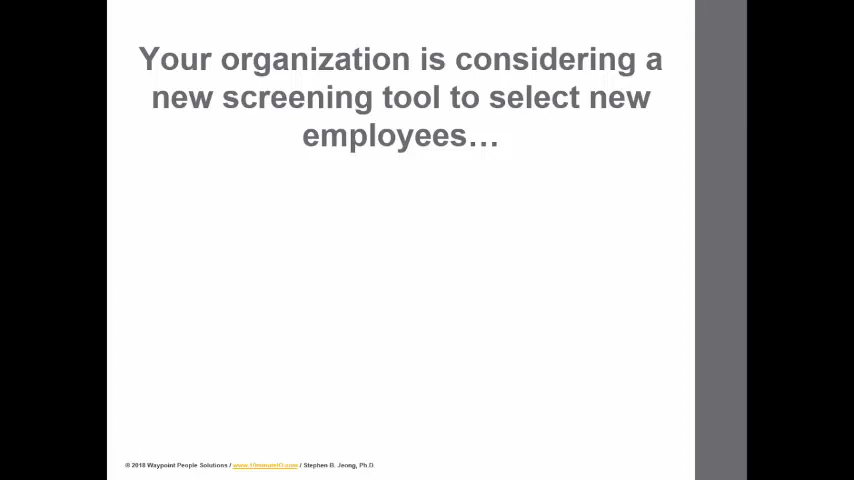 Your organization is considering a
new screening tool to select new
employees…
© 2018 Waypoint People Solutions / / Stephen B. Jeong, Ph.D.